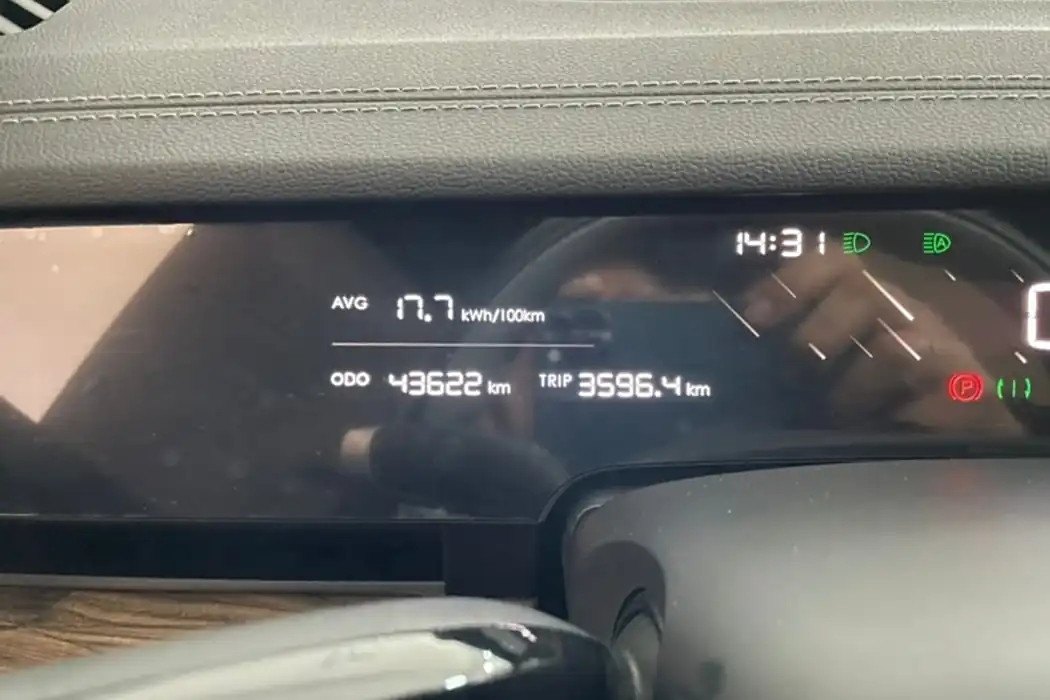 14:31
AVG 17.7 kWh/100km
ODO 43622 km TRIP 3596.4 km